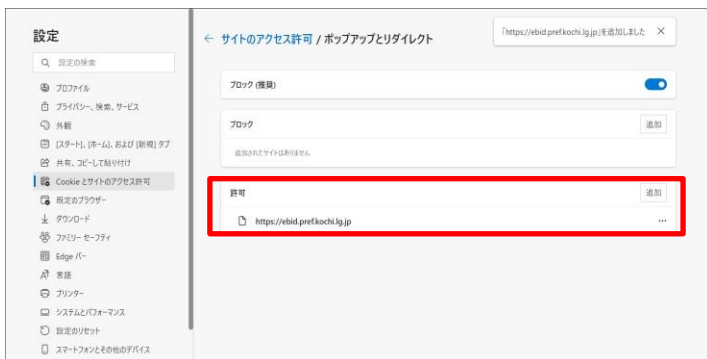 設定
設定の検索
プロファイル
プライバシー、検索、サービス
外観
[スタート]、[ホーム]、および [新規] タブ
共有、コピーして貼り付け
Cookie とサイトのアクセス許可
既定のブラウザー
ダウンロード
ファミリー セーフティ
Edge バー
言語
プリンター
システムとパフォーマンス
設定のリセット
スマートフォンとその他のデバイス
← サイトのアクセス許可 / ポップアップとリダイレクト
「https://ebid.pref.kochi.lg.jp」を追加しました
ブロック (推奨)
ブロック
追加
追加されたサイトはありません
許可
追加
https://ebid.pref.kochi.lg.jp